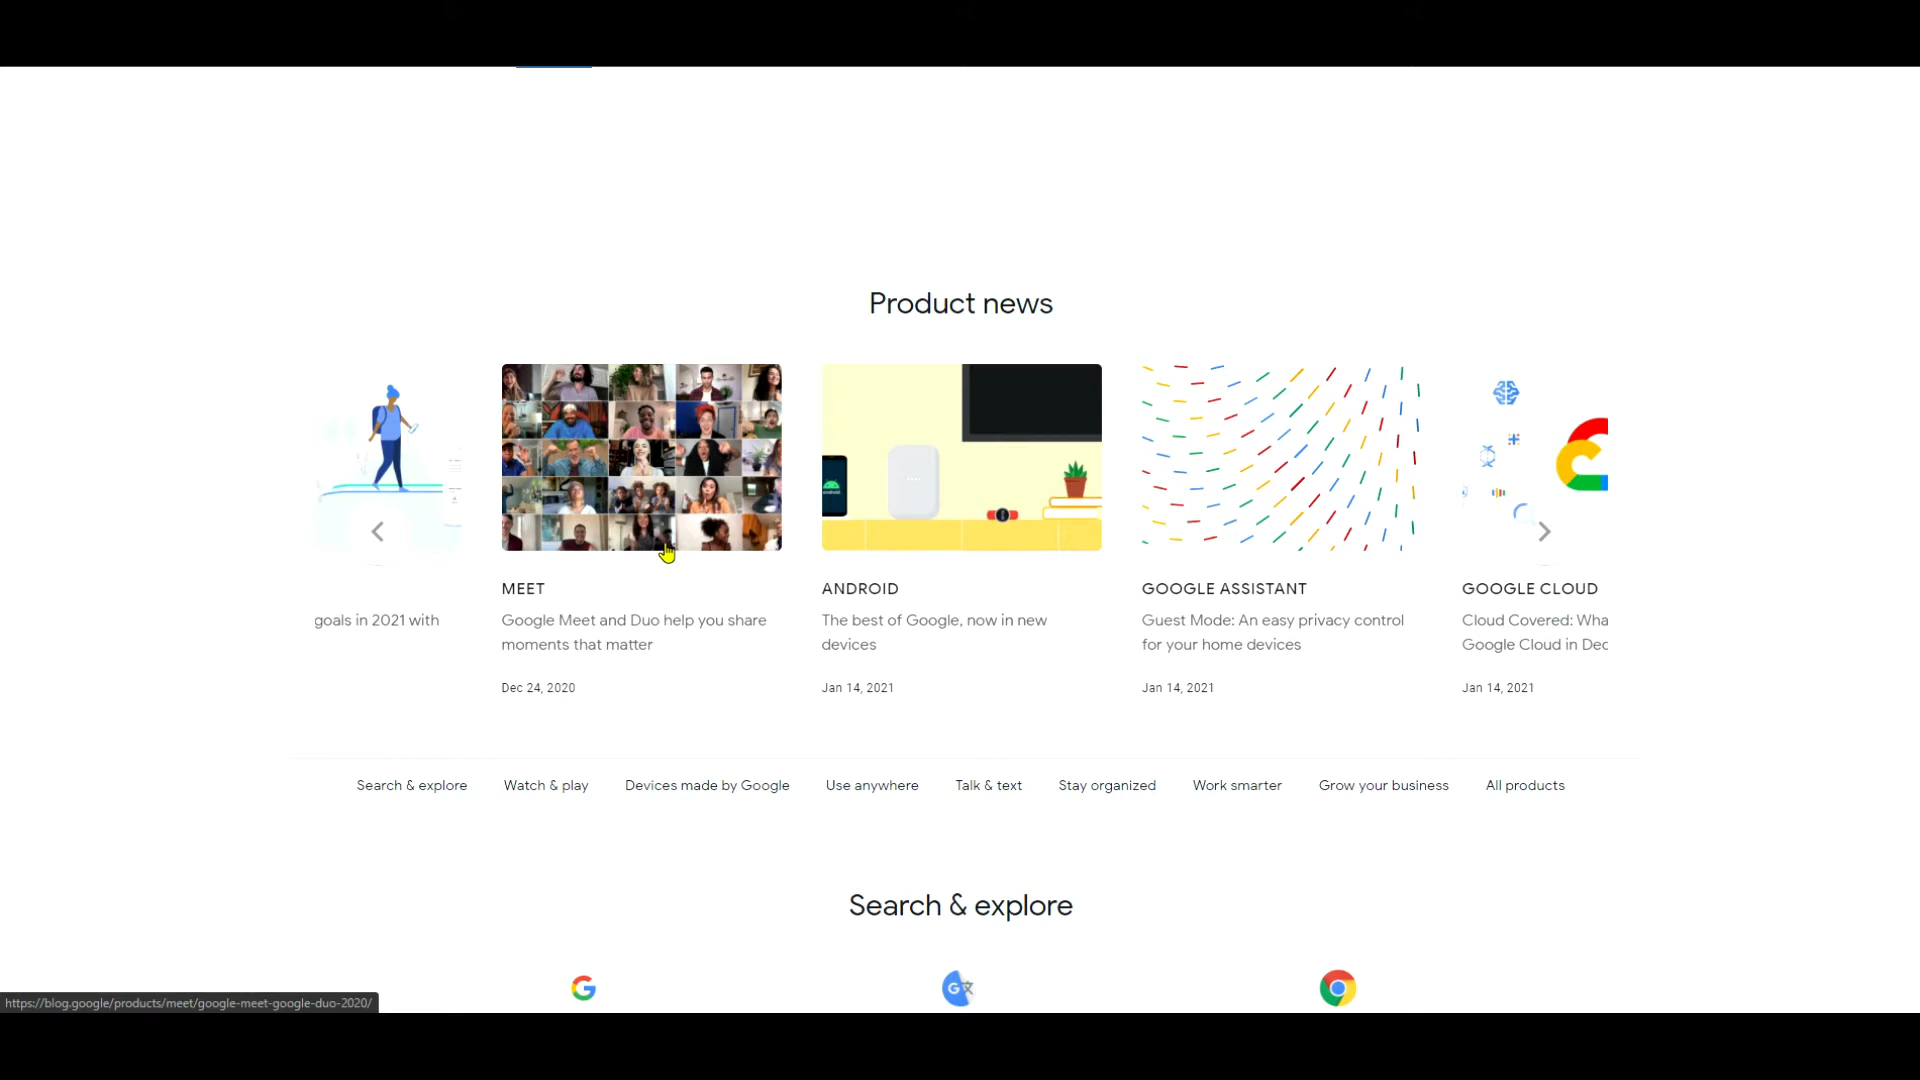 Product news
MEET
ANDROID
GOOGLE ASSISTANT
GOOGLE CLOUD
goals in 2021 with
Google Meet and Duo help you share
moments that matter
The best of Google, now in new
devices
Guest Mode: An easy privacy control
for your home devices
Cloud Covered: Wha
Google Cloud in Dec
Dec 24, 2020
Jan 14, 2021
Jan 14, 2021
Jan 14, 2021
Search & explore
Watch & play
Devices made by Google
Use anywhere
Talk & text
Stay organized
Work smarter
Grow your business
All products
Search & explore
https://blog.google/products/meet/google-meet-google-duo-2020/